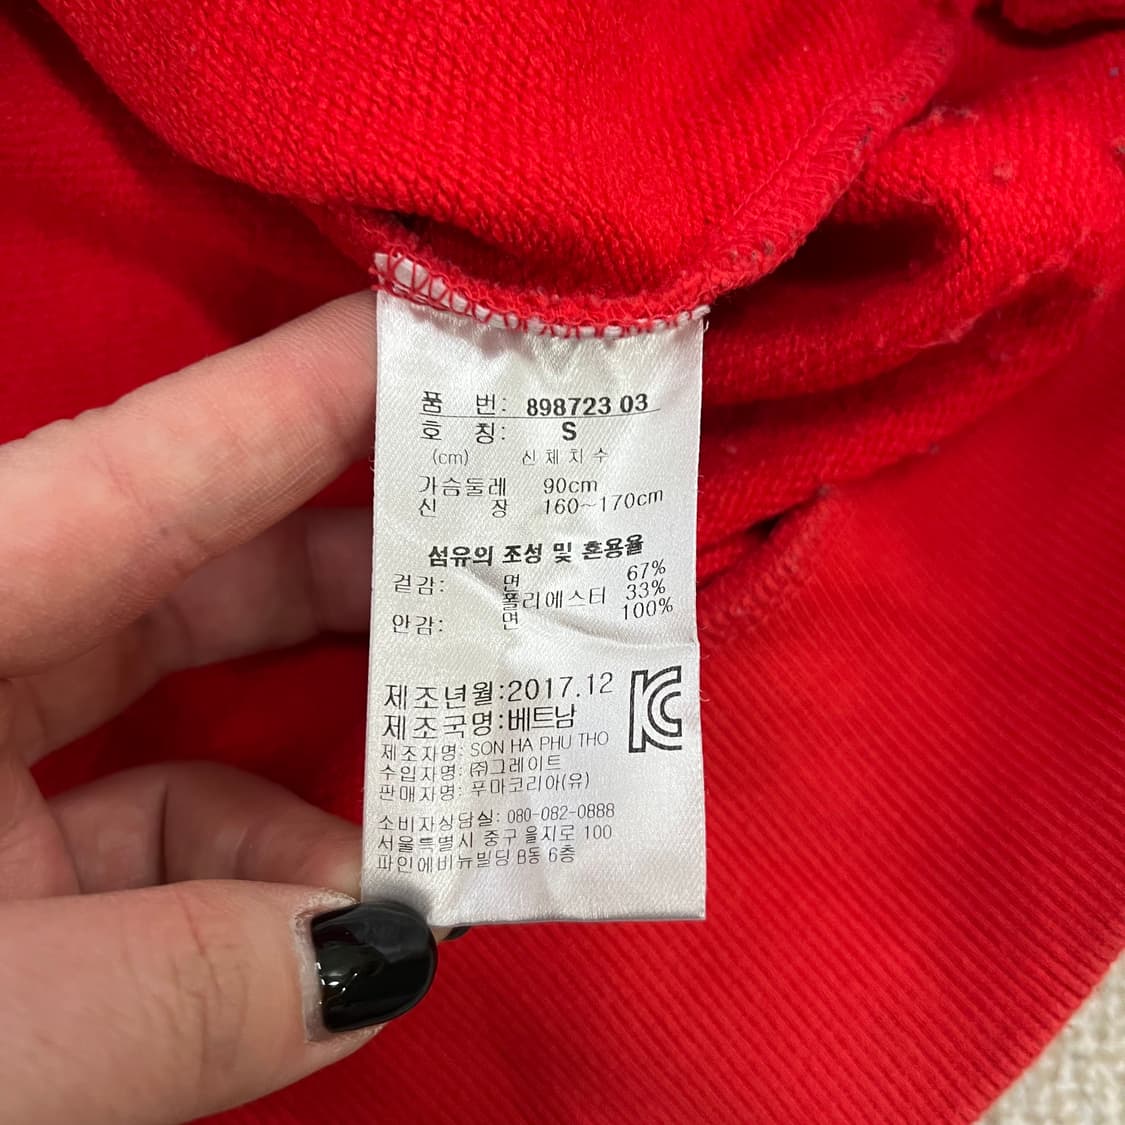 품 번: 898723 03
호 칭: S
(cm) 신체치수
가슴둘레 90cm
신 장 160~170cm
섬유의 조성 및 혼용율
겉감: 면 67%
폴리에스터 33%
안감: 면 100%
제조년월:2017.12
제조국명:베트남
제조자명: SON HA PHU THO
수입자명: ㈜그레이트
판매자명: 푸마코리아(유)
소비자상담실: 080-082-0888
서울특별시 중구 을지로 100
파인에비뉴빌딩 B동 6층
KC